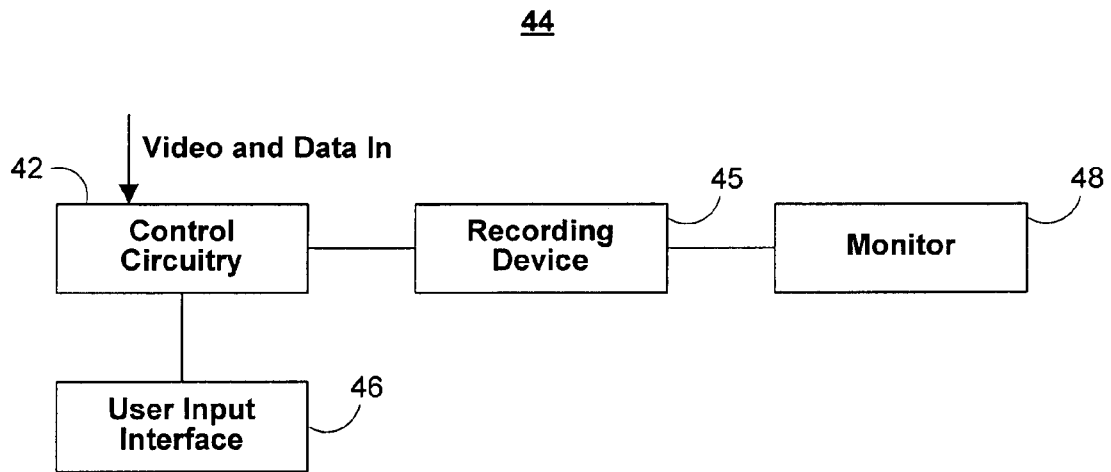 44
Video and Data In
42
45
48
Control
Circuitry
Recording
Device
Monitor
46
User Input
Interface